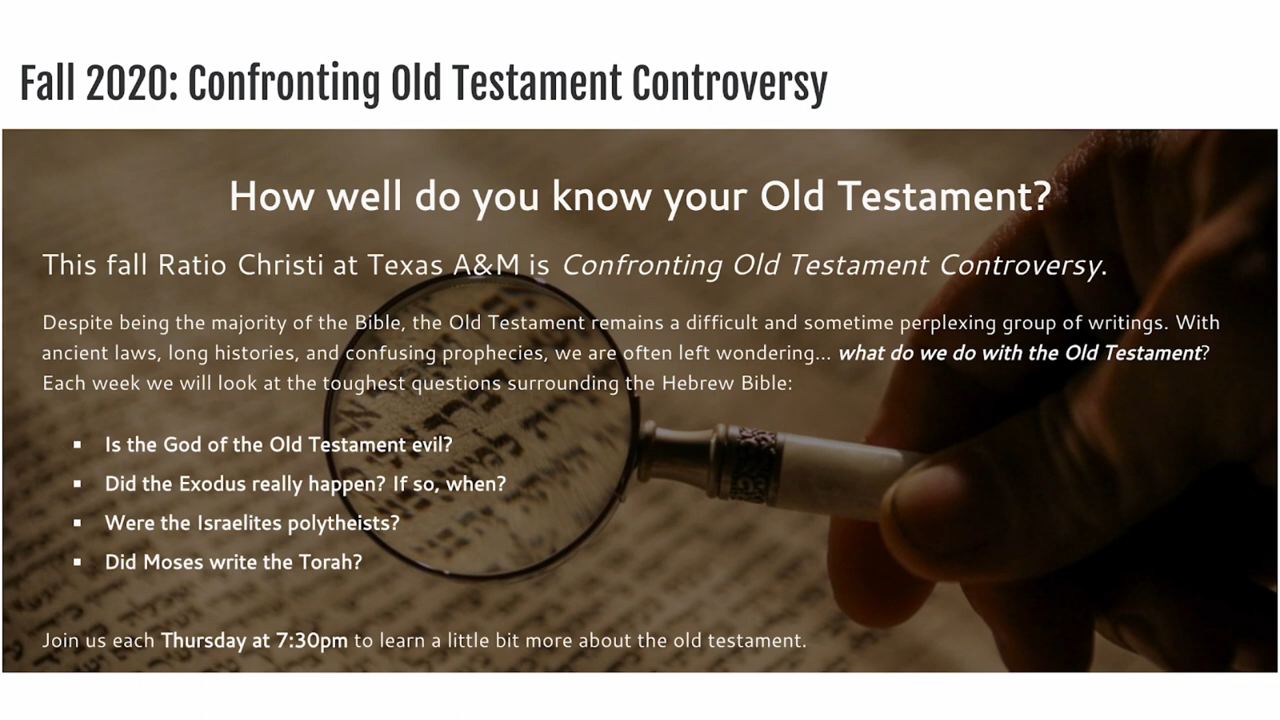 Fall 2020: Confronting Old Testament Controversy
How well do you know your Old Testament?
This fall Ratio Christi at Texas A&M is Confronting Old Testament Controversy.
Despite being the majority of the Bible, the Old Testament remains a difficult and sometime perplexing group of writings. With
ancient laws, long histories, and confusing prophecies, we are often left wondering... what do we do with the Old Testament?
Each week we will look at the toughest questions surrounding the Hebrew Bible:
▪ Is the God of the Old Testament evil?
▪ Did the Exodus really happen? If so, when?
▪ Were the Israelites polytheists?
▪ Did Moses write the Torah?
Join us each Thursday at 7:30pm to learn a little bit more about the old testament.